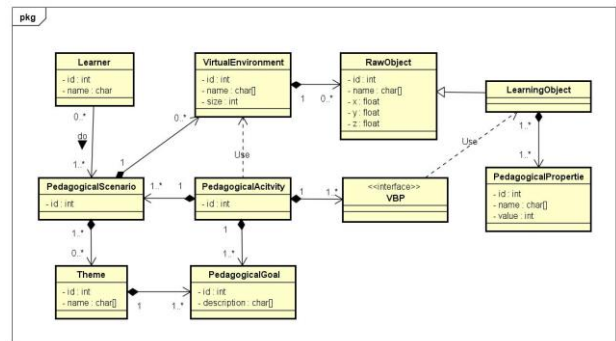 pkg
Learner
- id : int
- name : char
VirtualEnvironment
- id : int
- name : char[]
- size : int
RawObject
- id : int
- name : char[]
- x : float
- y : float
- z : float
LearningObject
1
0..*
0..*
do
1..*
0..*
1
Use
Use
1..*
1..*
PedagogicalScenario
- id : int
1..*
1
PedagogicalAcitvity
- id : int
1
1..*
<<interface>>
VBP
PedagogicalPropertie
- id : int
- name : char[]
- value : int
1..*
0..*
1
1..*
Theme
- id : int
- name : char[]
1
1..*
PedagogicalGoal
- id : int
- description : char[]